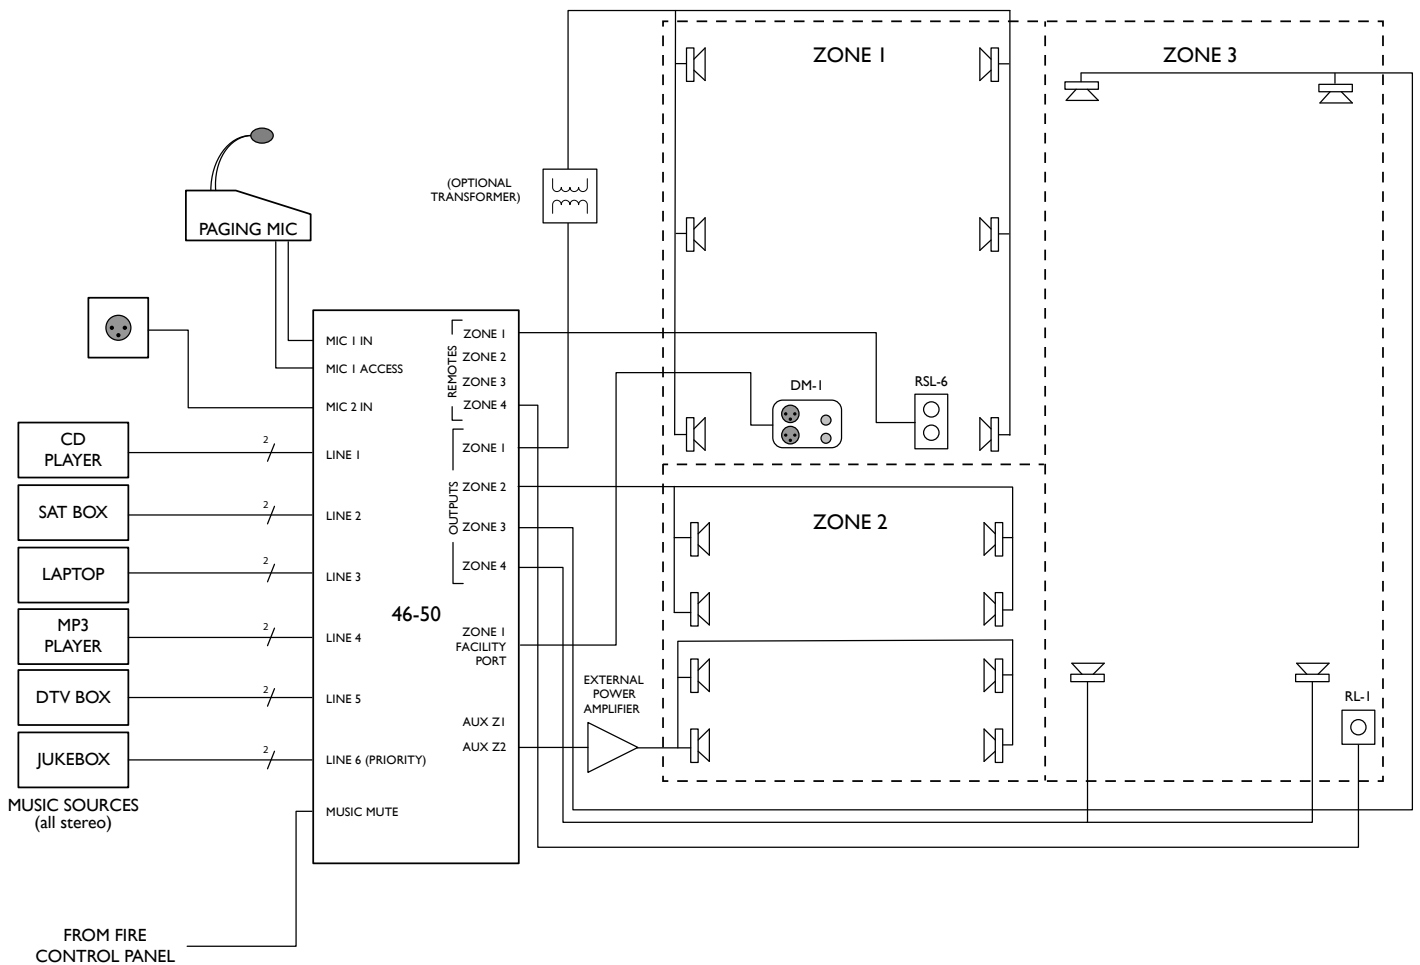 ZONE 1
ZONE 3
(OPTIONAL
TRANSFORMER)
PAGING MIC
MIC 1 IN
MIC 1 ACCESS
MIC 2 IN
REMOTES
ZONE 1
ZONE 2
ZONE 3
ZONE 4
DM-1
RSL-6
CD
PLAYER
2
LINE 1
SAT BOX
2
LINE 2
LAPTOP
2
LINE 3
MP3
PLAYER
2
LINE 4
DTV BOX
2
LINE 5
JUKEBOX
2
LINE 6 (PRIORITY)
MUSIC SOURCES
(all stereo)
MUSIC MUTE
OUTPUTS
ZONE 1
ZONE 2
ZONE 3
ZONE 4
46-50
ZONE 1
FACILITY
PORT
AUX Z1
AUX Z2
EXTERNAL
POWER
AMPLIFIER
ZONE 2
RL-1
FROM FIRE
CONTROL PANEL